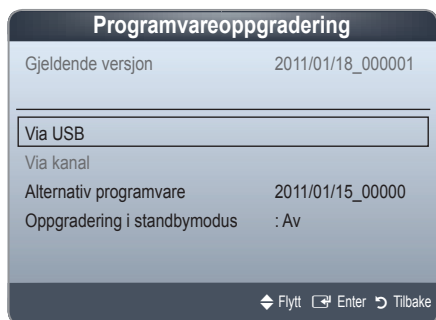 Programvareoppgradering
Gjeldende versjon 2011/01/18_000001
Via USB
Via kanal
Alternativ programvare 2011/01/15_00000
Oppgradering i standbymodus : Av
Flytt Enter Tilbake